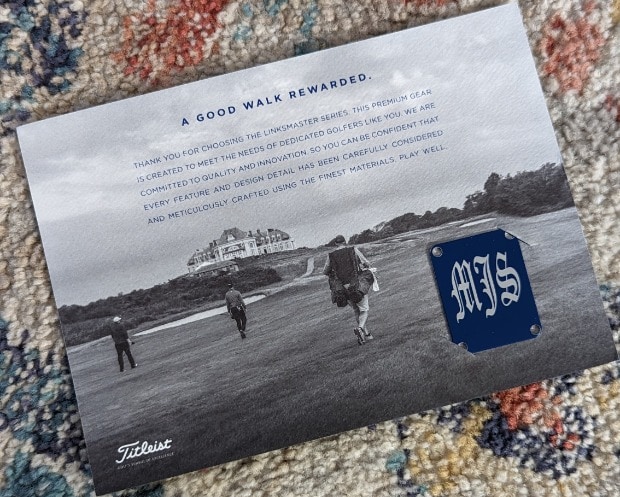 A GOOD WALK REWARDED.
THANK YOU FOR CHOOSING THE LINKSMASTER SERIES. THIS PREMIUM GEAR
IS CREATED TO MEET THE NEEDS OF DEDICATED GOLFERS LIKE YOU. WE ARE
COMMITTED TO QUALITY AND INNOVATION, SO YOU CAN BE CONFIDENT THAT
EVERY FEATURE AND DESIGN DETAIL HAS BEEN CAREFULLY CONSIDERED
AND METICULOUSLY CRAFTED USING THE FINEST MATERIALS. PLAY WELL.
MJS
Titleist